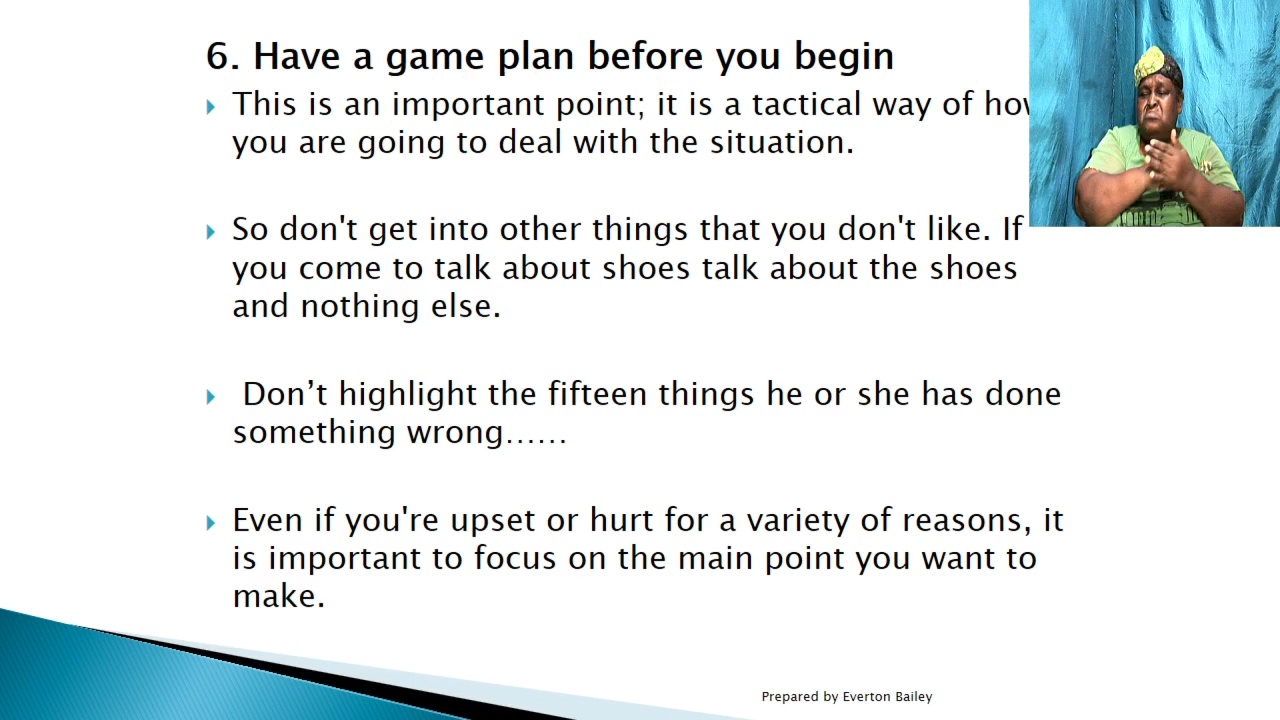 6. Have a game plan before you begin
This is an important point; it is a tactical way of
you are going to deal with the situation.
So don't get into other things that you don't like. If
you come to talk about shoes talk about the shoes
and nothing else.
Don’t highlight the fifteen things he or she has done
something wrong……
Even if you're upset or hurt for a variety of reasons, it
is important to focus on the main point you want to
make.
Prepared by Everton Bailey